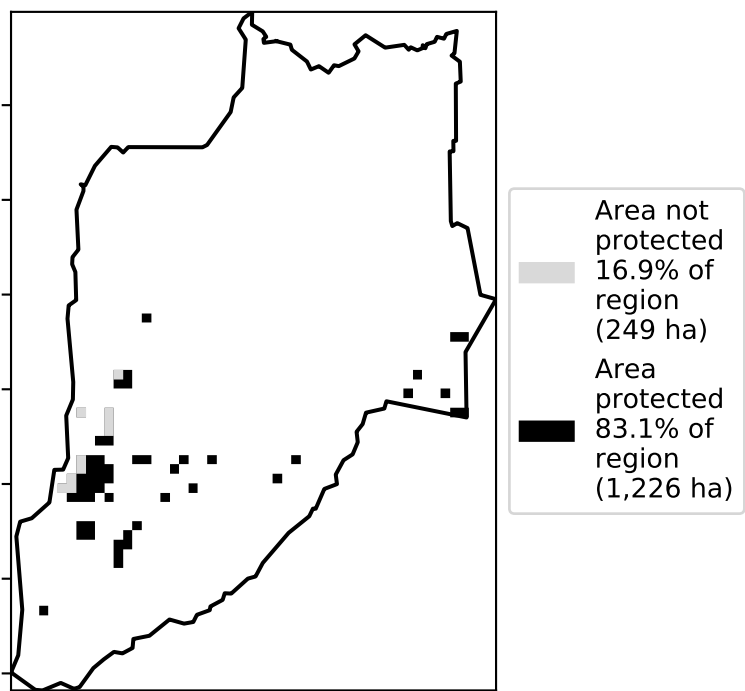 Area not
protected
16.9% of
region
(249 ha)
Area
protected
83.1% of
region
(1,226 ha)